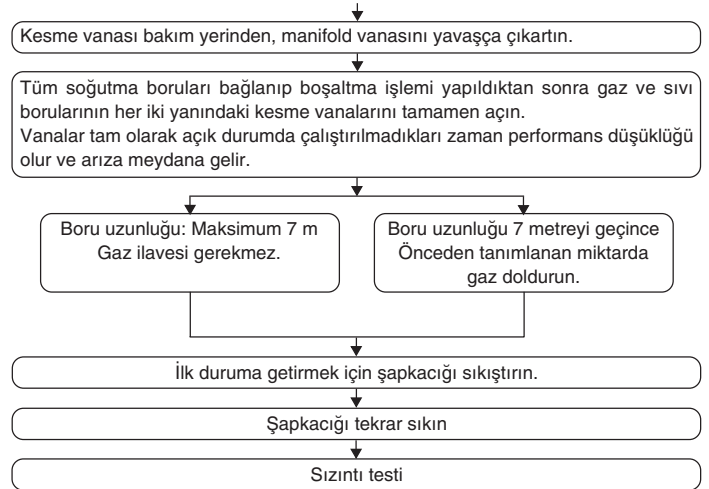 Kesme vanası bakım yerinden, manifold vanasını yavaşça çıkartın.
Tüm soğutma boruları bağlanıp boşaltma işlemi yapıldıktan sonra gaz ve sıvı
borularının her iki yanındaki kesme vanalarını tamamen açın.
Vanalar tam olarak açık durumda çalıştırılmadıkları zaman performans düşüklüğü
olur ve arıza meydana gelir.
Boru uzunluğu: Maksimum 7 m
Gaz ilavesi gerekmez.
Boru uzunluğu 7 metreyi geçince
Önceden tanımlanan miktarda
gaz doldurun.
İlk duruma getirmek için şapkacığı sıkıştırın.
Şapkacığı tekrar sıkın
Sızıntı testi